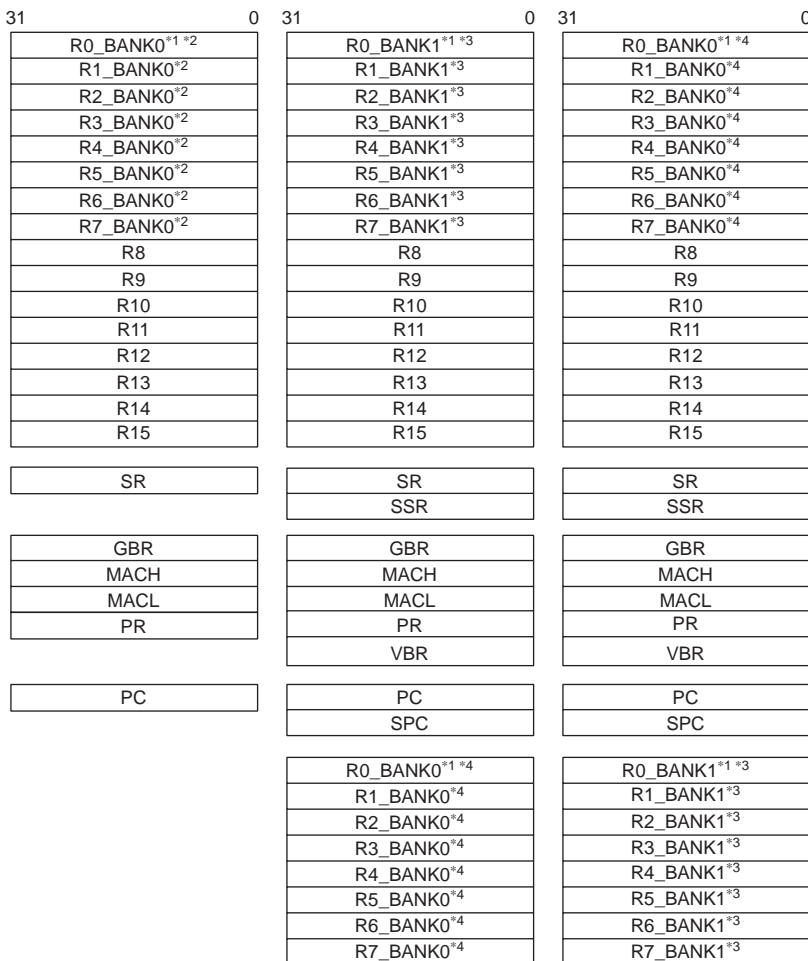 31 0 31 0 31 0
R0_BANK0*1 *2 R0_BANK1*1 *3 R0_BANK0*1 *4
R1_BANK0*2 R1_BANK1*3 R1_BANK0*4
R2_BANK0*2 R2_BANK1*3 R2_BANK0*4
R3_BANK0*2 R3_BANK1*3 R3_BANK0*4
R4_BANK0*2 R4_BANK1*3 R4_BANK0*4
R5_BANK0*2 R5_BANK1*3 R5_BANK0*4
R6_BANK0*2 R6_BANK1*3 R6_BANK0*4
R7_BANK0*2 R7_BANK1*3 R7_BANK0*4
R8 R8 R8
R9 R9 R9
R10 R10 R10
R11 R11 R11
R12 R12 R12
R13 R13 R13
R14 R14 R14
R15 R15 R15
SR SR SR
SSR SSR
GBR GBR GBR
MACH MACH MACH
MACL MACL MACL
PR PR PR
VBR VBR
PC PC PC
SPC SPC
R0_BANK0*1 *4 R0_BANK1*1 *3
R1_BANK0*4 R1_BANK1*3
R2_BANK0*4 R2_BANK1*3
R3_BANK0*4 R3_BANK1*3
R4_BANK0*4 R4_BANK1*3
R5_BANK0*4 R5_BANK1*3
R6_BANK0*4 R6_BANK1*3
R7_BANK0*4 R7_BANK1*3